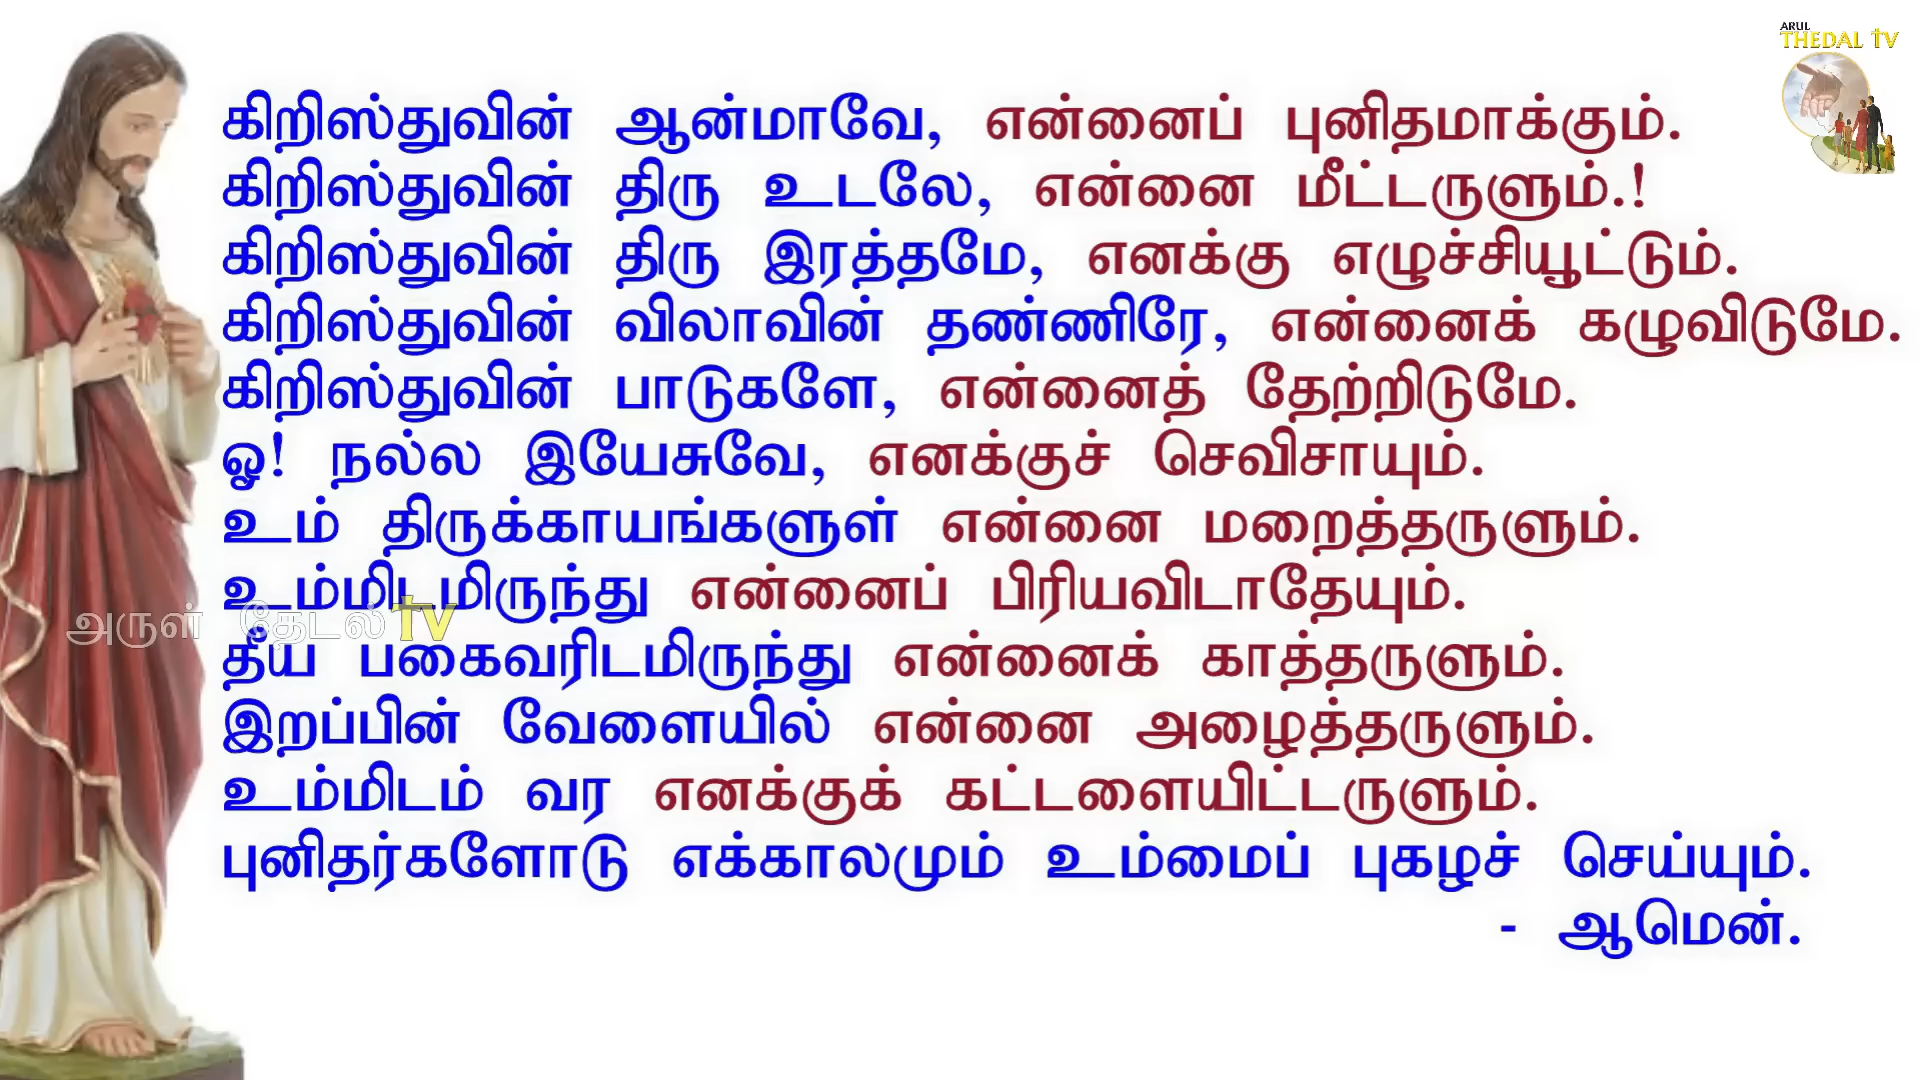 ARUL
THEDAL TV
கிறிஸ்துவின் ஆன்மாவே, என்னைப் புனிதமாக்கும்.
கிறிஸ்துவின் திரு உடலே, என்னை மீட்டருளும்.!
கிறிஸ்துவின் திரு இரத்தமே, எனக்கு எழுச்சியூட்டும்.
கிறிஸ்துவின் விலாவின் தண்ணிரே, என்னைக் கழுவிடுமே.
கிறிஸ்துவின் பாடுகளே, என்னைத் தேற்றிடுமே.
ஓ! நல்ல இயேசுவே, எனக்குச் செவிசாயும்.
உம் திருக்காயங்களுள் என்னை மறைத்தருளும்.
உம்மிடமிருந்து என்னைப் பிரியவிடாதேயும்.
அருள் தேடல் TV
தீய பகைவரிடமிருந்து என்னைக் காத்தருளும்.
இறப்பின் வேளையில் என்னை அழைத்தருளும்.
உம்மிடம் வர எனக்குக் கட்டளையிட்டருளும்.
புனிதர்களோடு எக்காலமும் உம்மைப் புகழச் செய்யும்.
- ஆமென்.